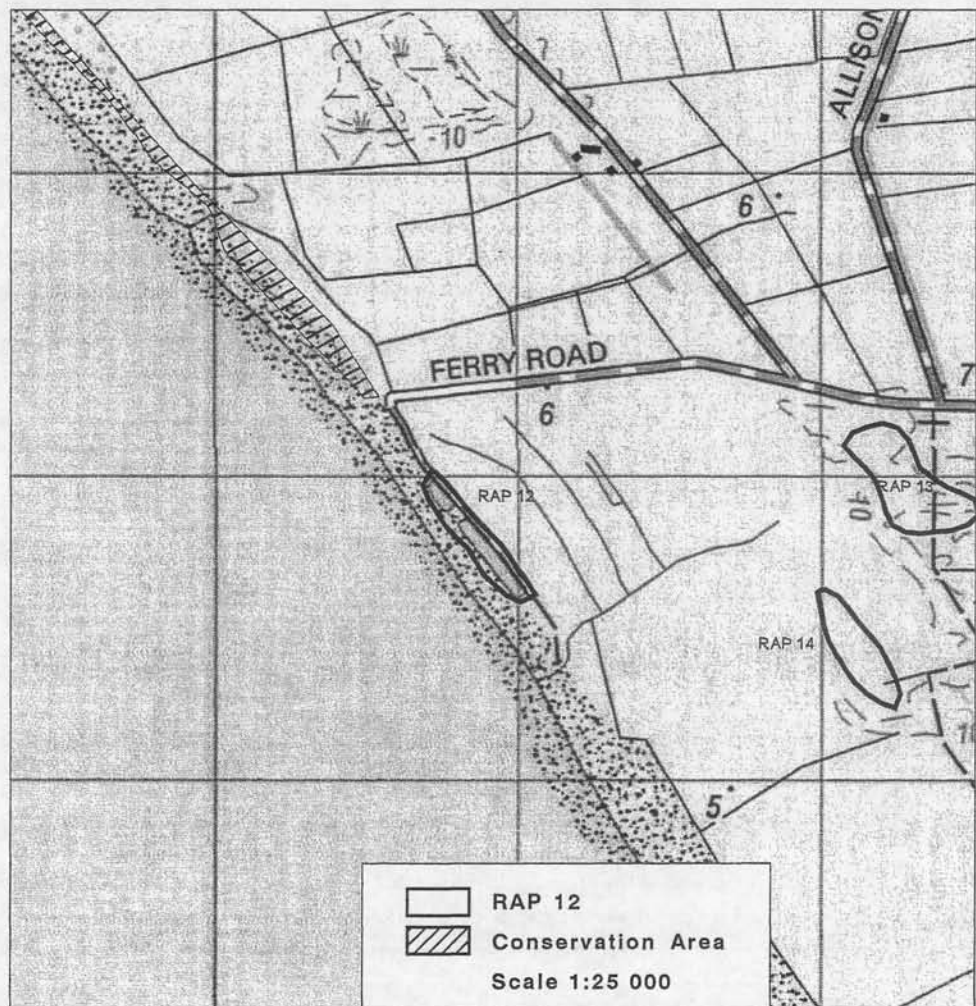 ALLISON
7
-10
6
FERRY ROAD
7
6
RAP 12
RAP 13
10
RAP 14
5
RAP 12
Conservation Area
Scale 1:25 000